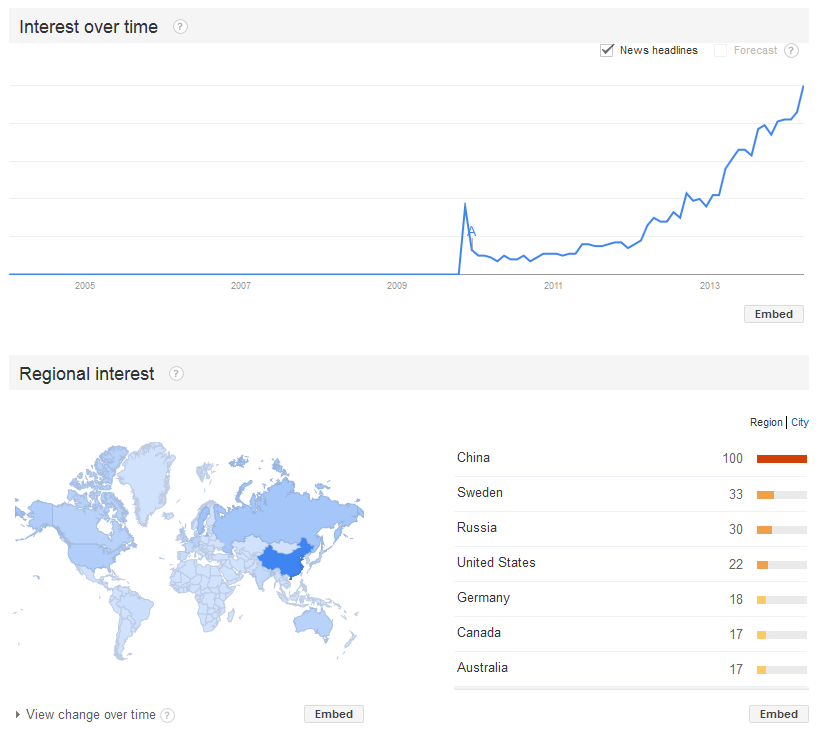 Interest over time ?
News headlines Forecast ?
A
2005 2007 2009 2011 2013
Embed
Regional interest ?
Region | City
China 100
Sweden 33
Russia 30
United States 22
Germany 18
Canada 17
Australia 17
View change over time ? Embed Embed